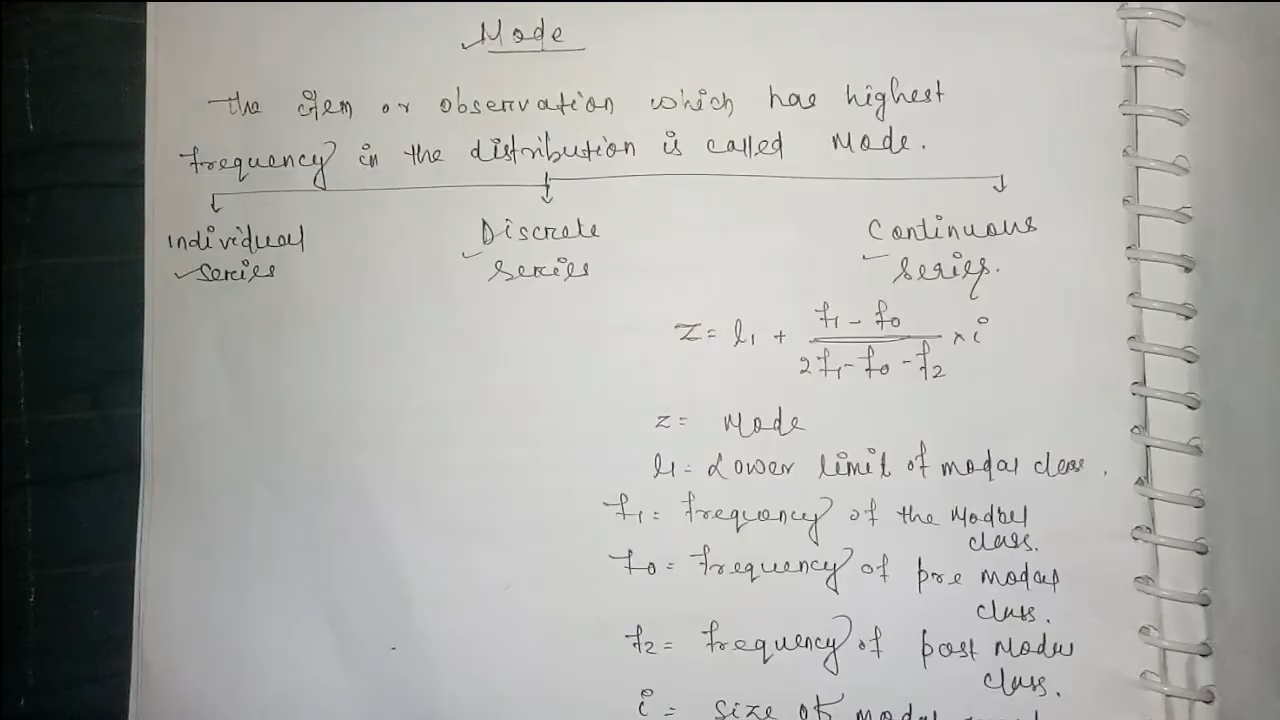 Mode
The item or observation which has highest
frequency in the distribution is called Mode.
Individual
Series
Discrete
Series
Continuous
Series.
Z = l1 + f1 - f0 / 2f1 - f0 - f2 × i
Z = Mode
l1 = Lower limit of modal class.
f1 = frequency of the Modal
class.
f0 = frequency of pre modal
class.
f2 = frequency of post Modal
class.
i = size of modal